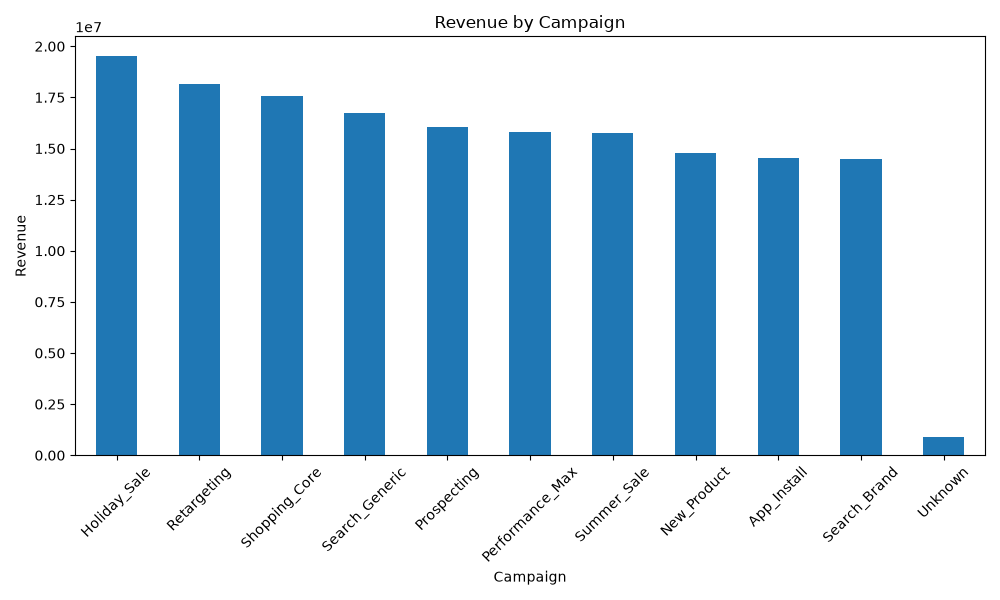 Revenue by Campaign
1e7
2.00
1.75
1.50
1.25
1.00
0.75
0.50
0.25
0.00
Revenue
Holiday_Sale
Retargeting
Shopping_Core
Search_Generic
Prospecting
Performance_Max
Summer_Sale
New_Product
App_Install
Search_Brand
Unknown
Campaign